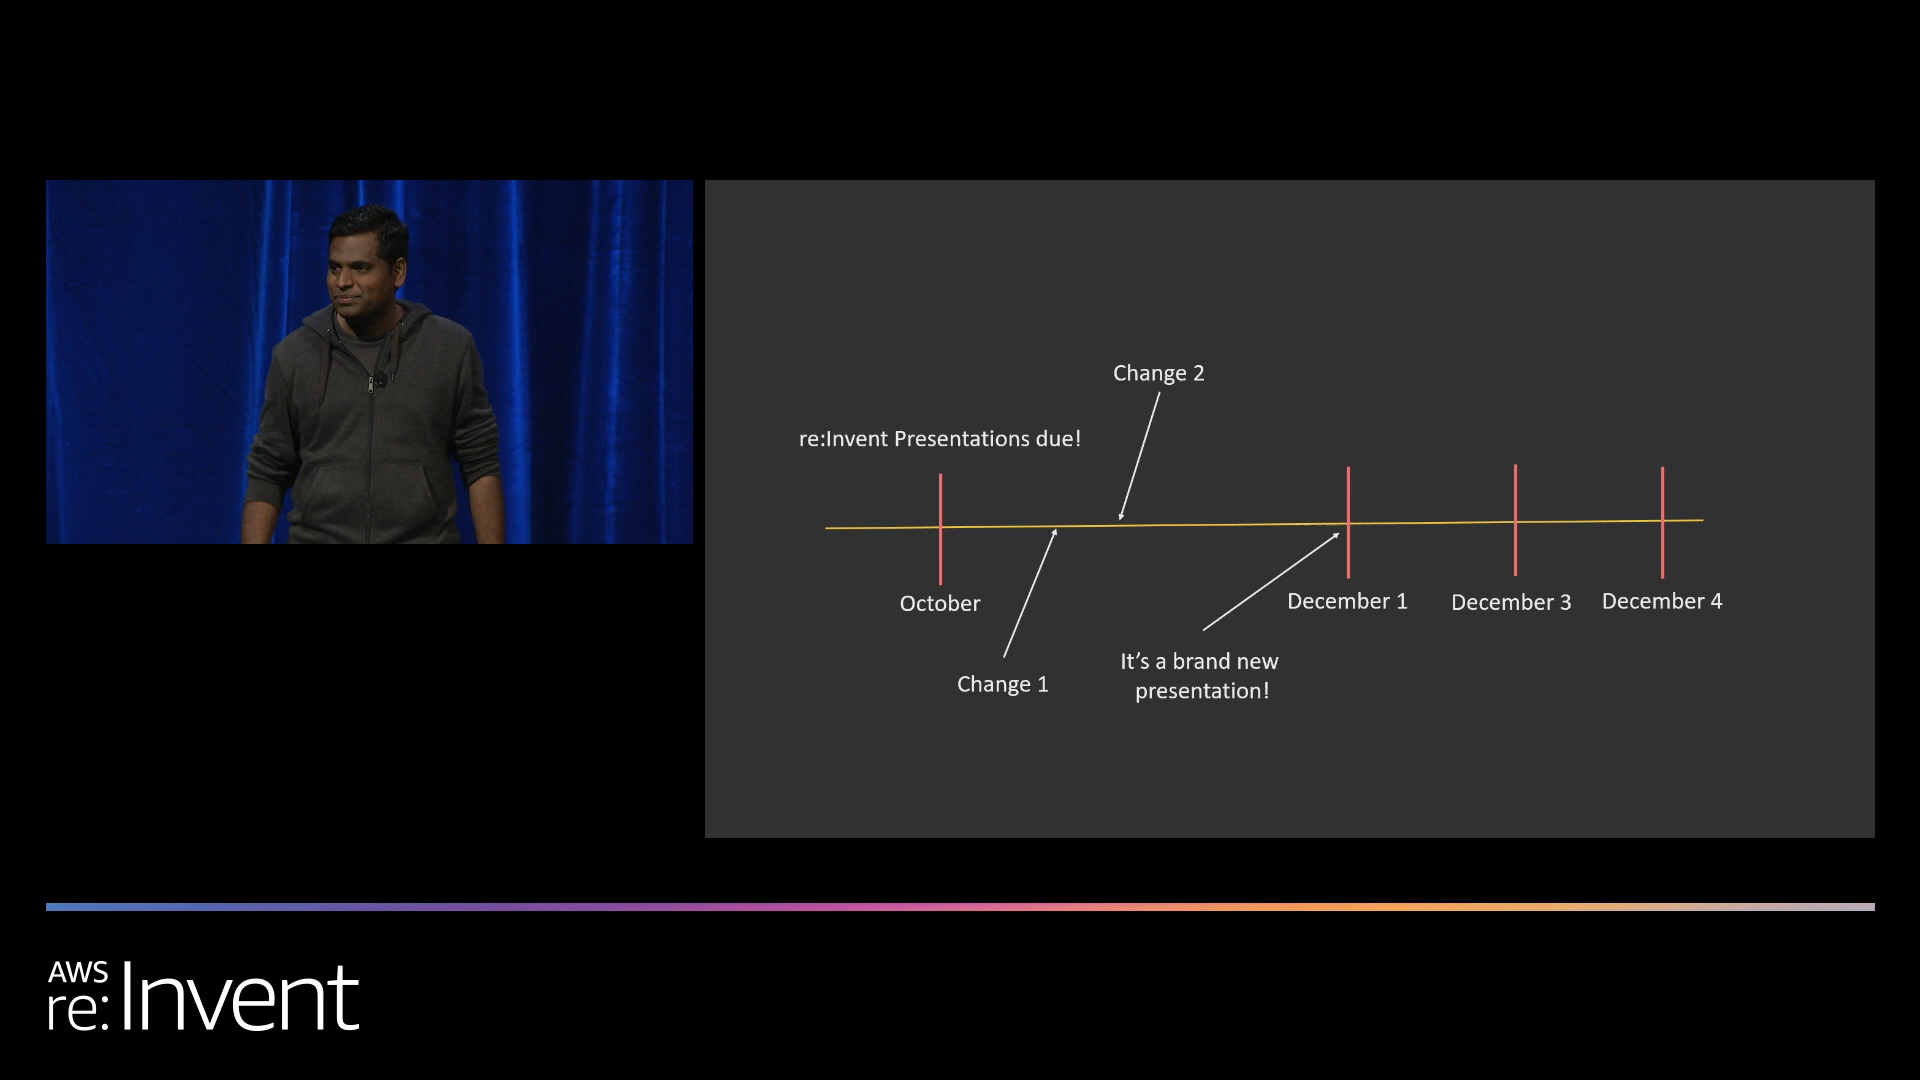 Change 2
re:Invent Presentations due!
October
December 1
December 3
December 4
Change 1
It’s a brand new
presentation!
AWS
re:Invent